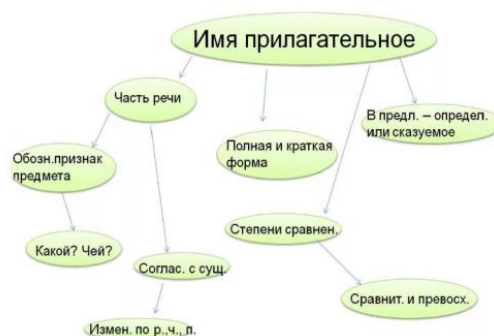 Имя прилагательное
Часть речи
В предл. – определ.
или сказуемое
Полная и краткая
форма
Обозн.признак
предмета
Степени сравнен.
Какой? Чей?
Соглас. с сущ.
Сравнит. и превосх.
Измен. по р.,ч., п.